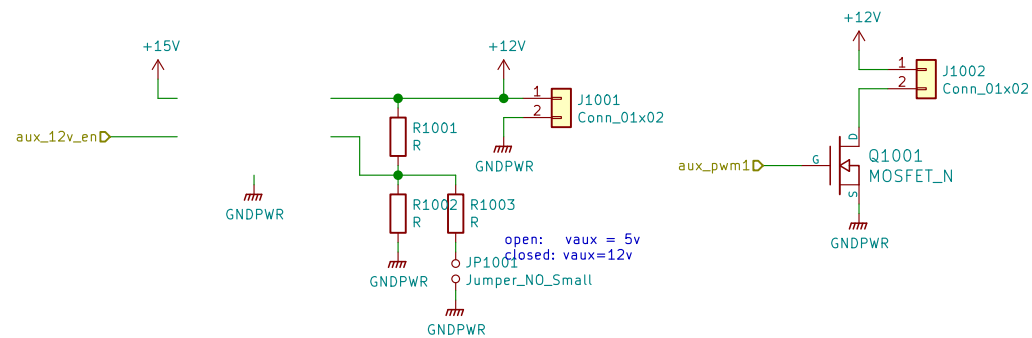 +15V
aux_12v_en
GNDPWR
+12V
1
2
J1001
Conn_01x02
GNDPWR
R1001
R
R1002
R
R1003
R
GNDPWR
open:   vaux = 5v
closed: vaux=12v
JP1001
Jumper_NO_Small
GNDPWR
+12V
1
2
J1002
Conn_01x02
aux_pwm1
G
D
S
Q1001
MOSFET_N
GNDPWR